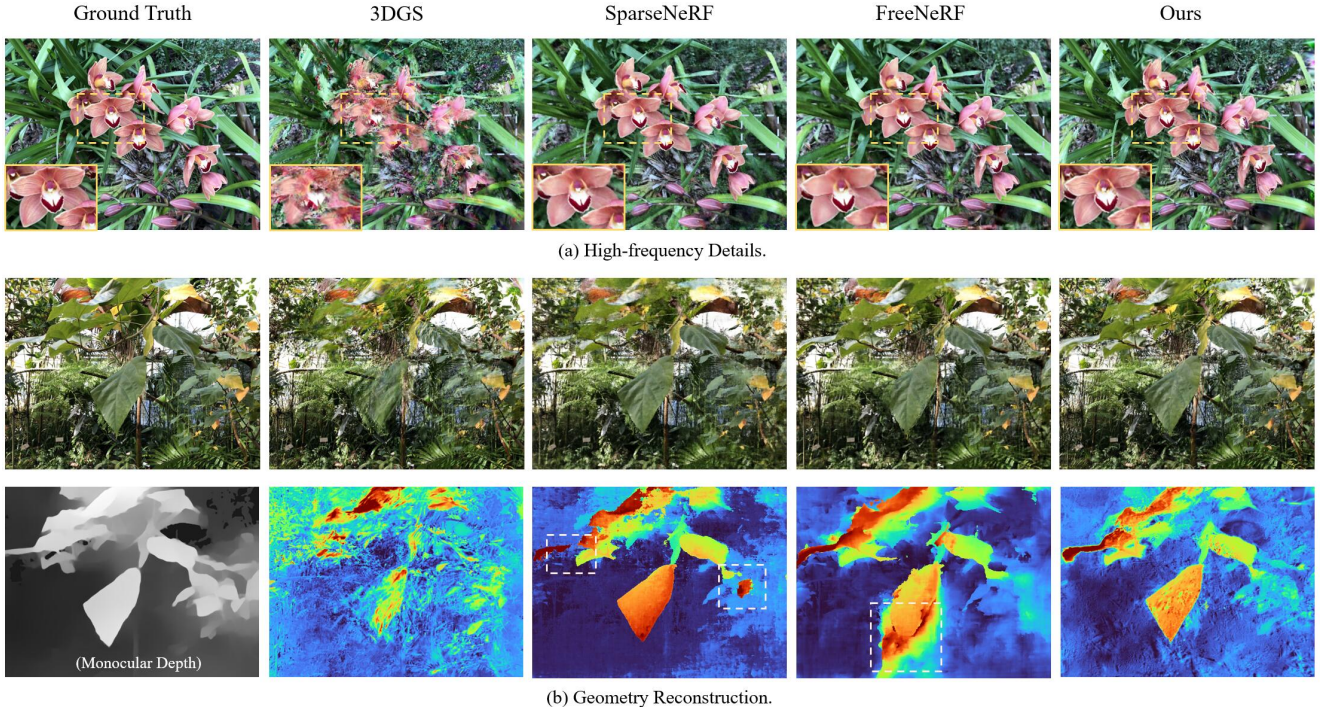 Ground Truth
3DGS
SparseNeRF
FreeNeRF
Ours
(a) High-frequency Details.
(Monocular Depth)
(b) Geometry Reconstruction.